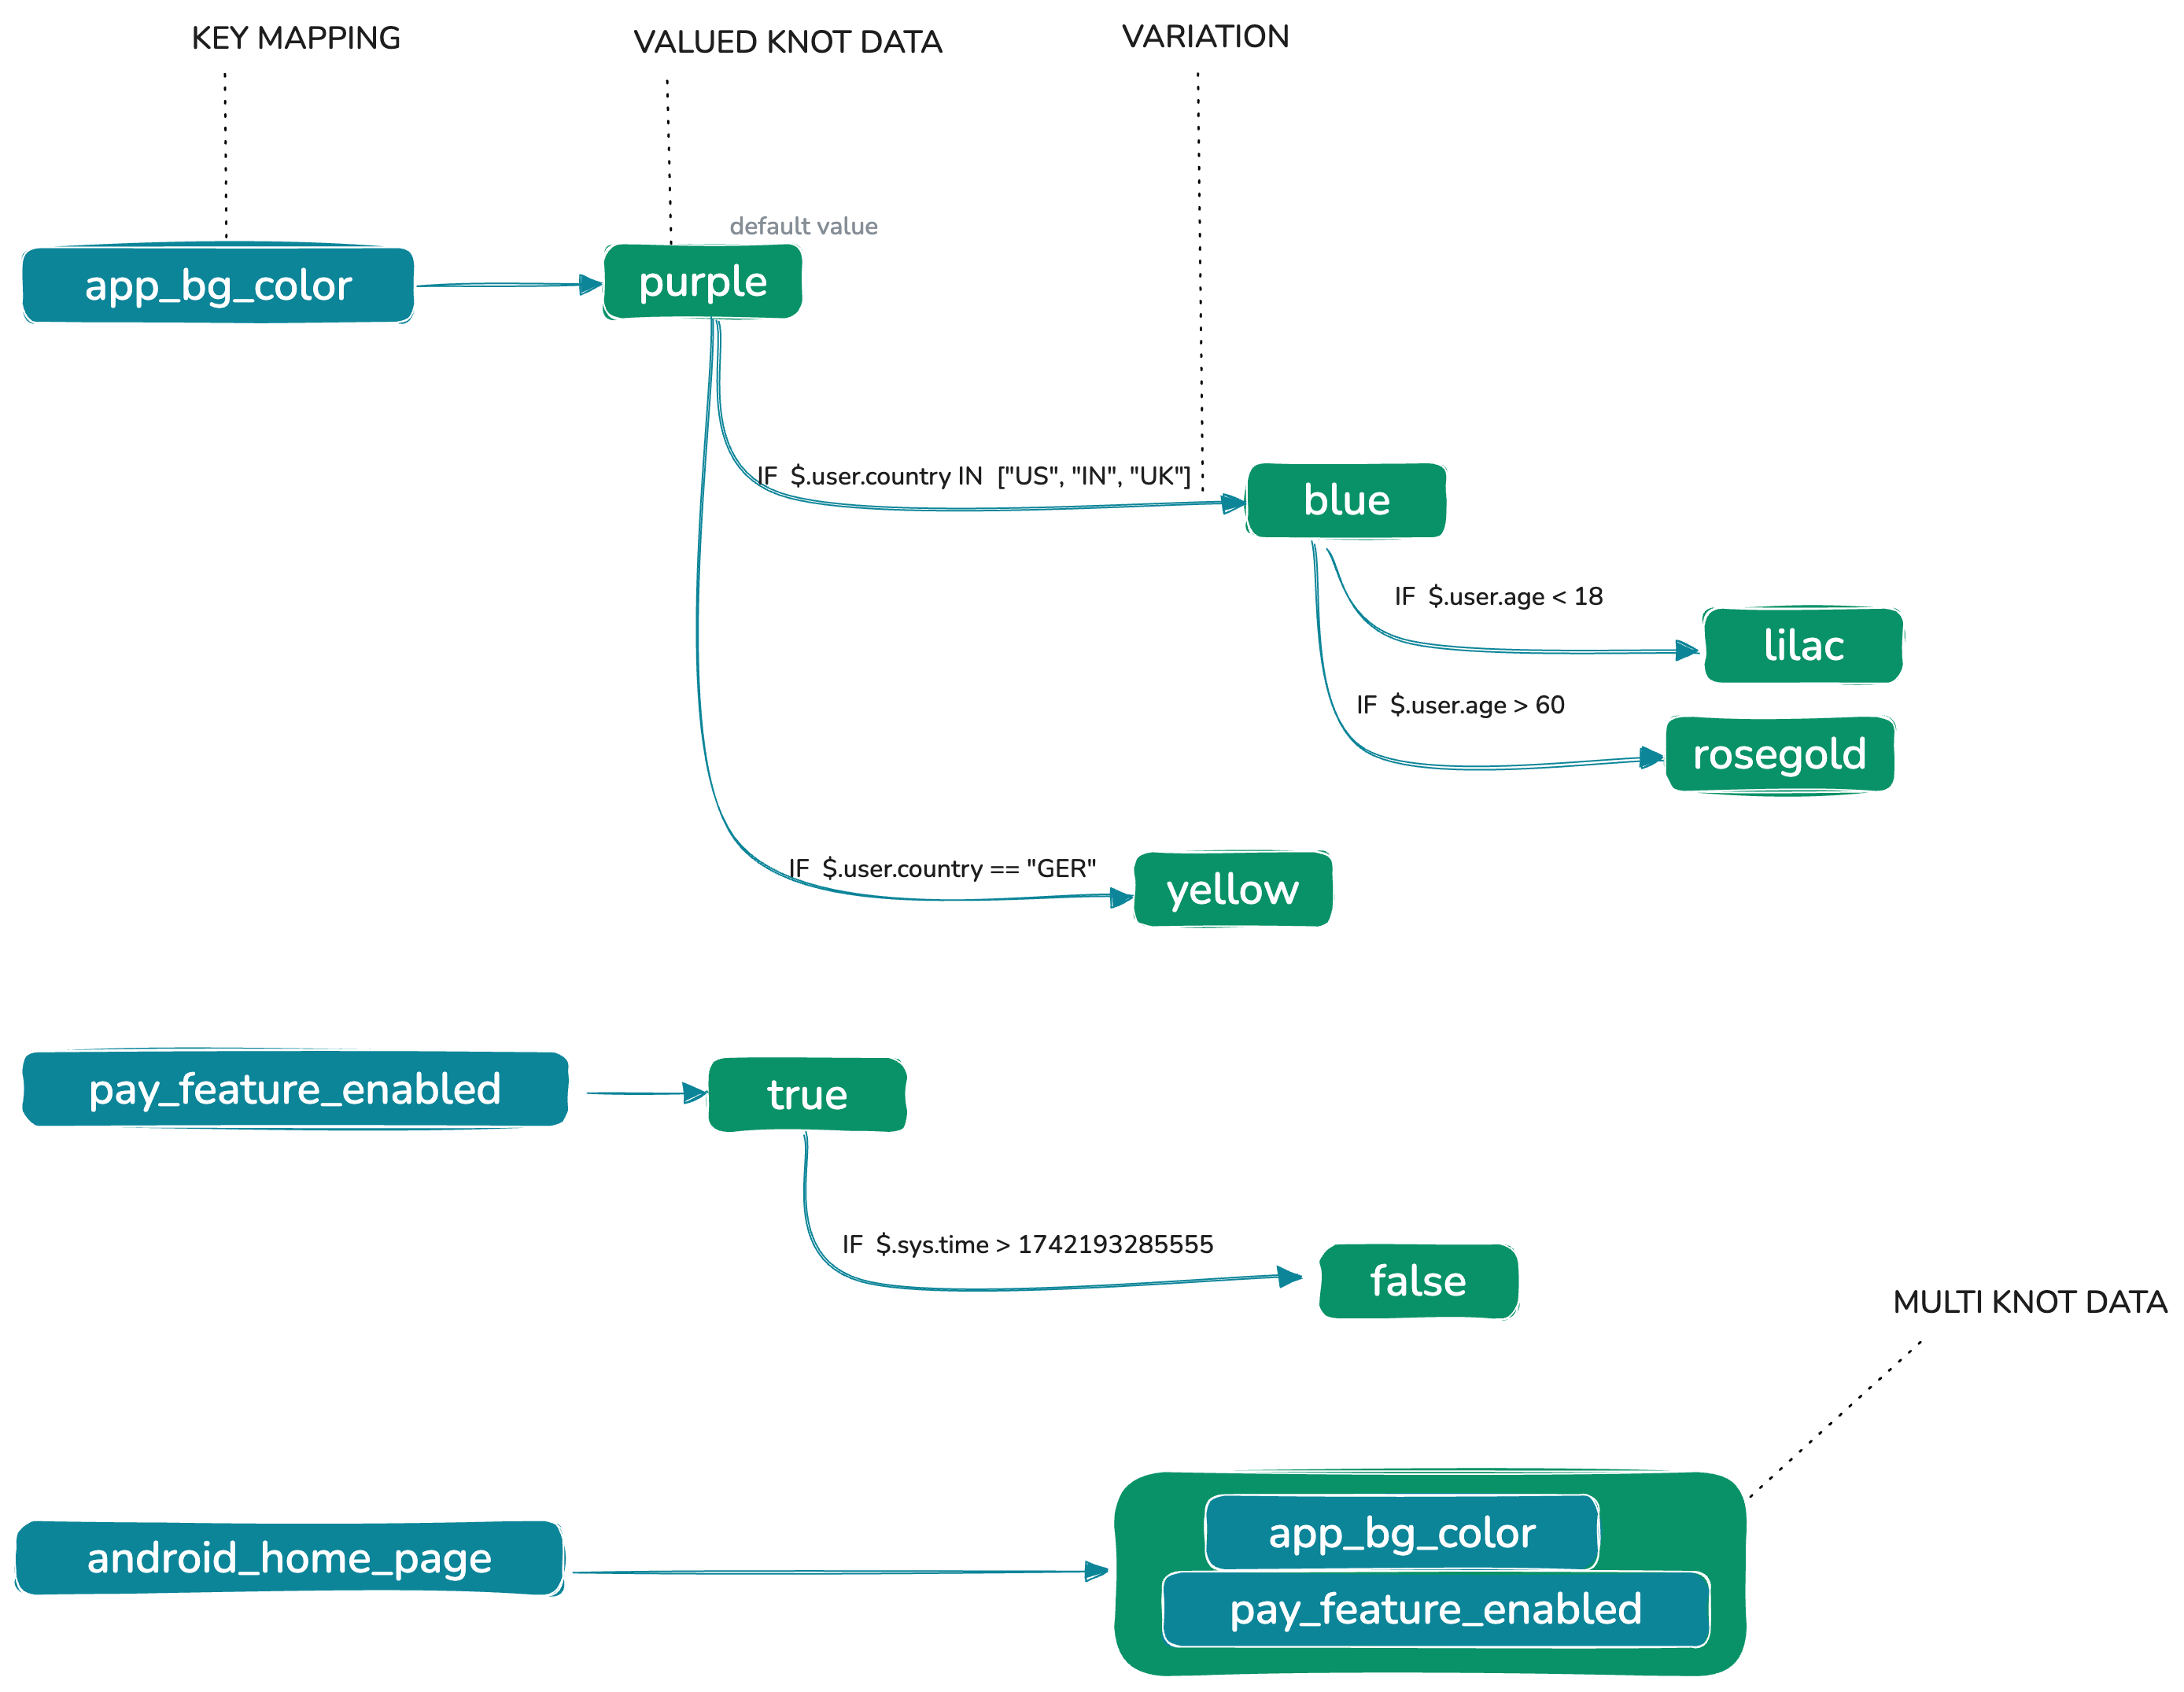 KEY MAPPING
VALUED KNOT DATA
VARIATION
default value
app_bg_color
purple
IF $.user.country IN ["US", "IN", "UK"]
blue
IF $.user.age < 18
lilac
IF $.user.age > 60
rosegold
IF $.user.country == "GER"
yellow
pay_feature_enabled
true
IF $.sys.time > 1742193285555
false
MULTI KNOT DATA
android_home_page
app_bg_color
pay_feature_enabled